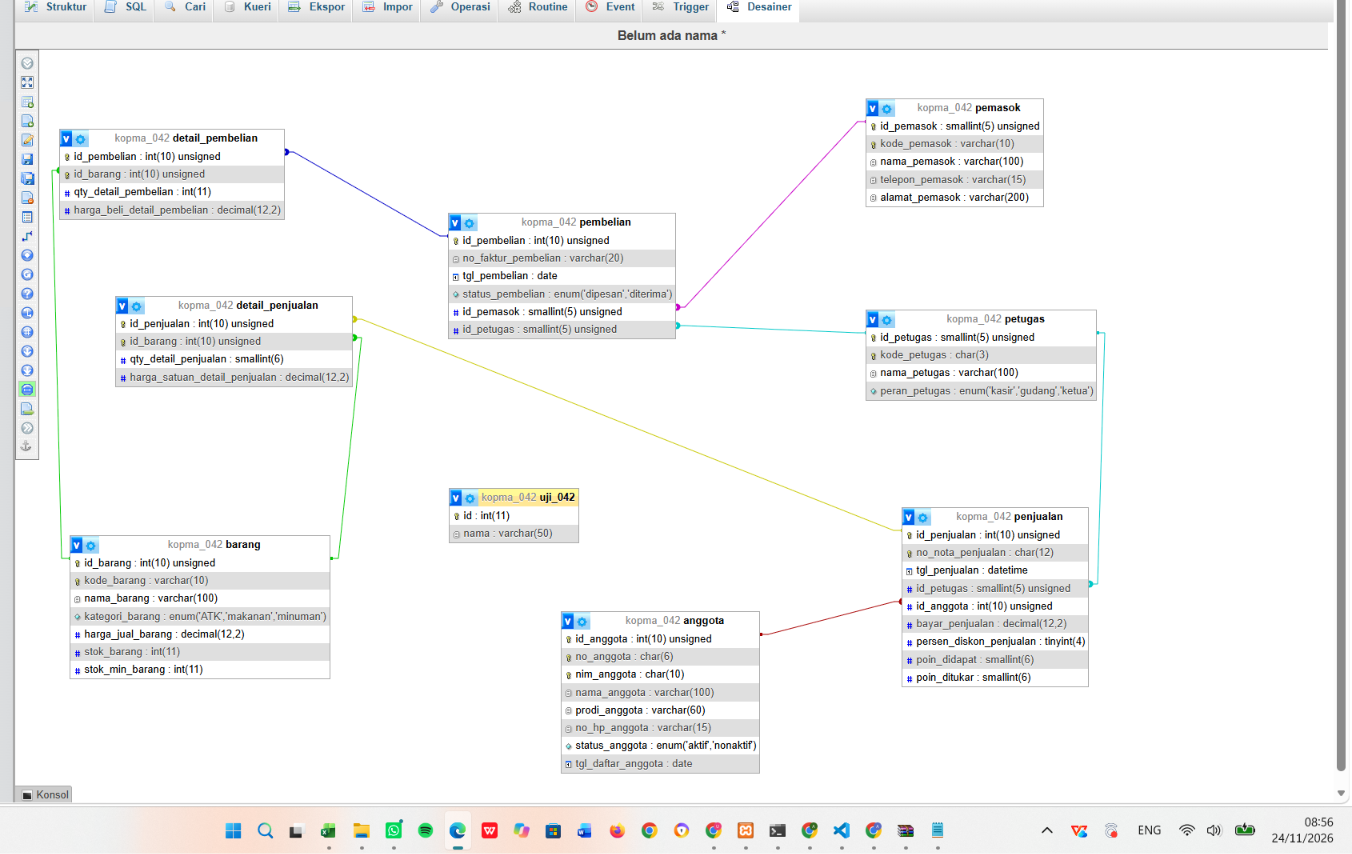 Struktur SQL Cari Kueri Ekspor Impor Operasi Routine Event Trigger Desainer
Belum ada nama *
kopma_042 detail_pembelian
id_pembelian : int(10) unsigned
id_barang : int(10) unsigned
qty_detail_pembelian : int(11)
harga_beli_detail_pembelian : decimal(12,2)
kopma_042 pemasok
id_pemasok : smallint(5) unsigned
kode_pemasok : varchar(10)
nama_pemasok : varchar(100)
telepon_pemasok : varchar(15)
alamat_pemasok : varchar(200)
kopma_042 pembelian
id_pembelian : int(10) unsigned
no_faktur_pembelian : varchar(20)
tgl_pembelian : date
status_pembelian : enum('dipesan','diterima')
id_pemasok : smallint(5) unsigned
id_petugas : smallint(5) unsigned
kopma_042 detail_penjualan
id_penjualan : int(10) unsigned
id_barang : int(10) unsigned
qty_detail_penjualan : smallint(6)
harga_satuan_detail_penjualan : decimal(12,2)
kopma_042 petugas
id_petugas : smallint(5) unsigned
kode_petugas : char(3)
nama_petugas : varchar(100)
peran_petugas : enum('kasir','gudang','ketua')
kopma_042 uji_042
id : int(11)
nama : varchar(50)
kopma_042 barang
id_barang : int(10) unsigned
kode_barang : varchar(10)
nama_barang : varchar(100)
kategori_barang : enum('ATK','makanan','minuman')
harga_jual_barang : decimal(12,2)
stok_barang : int(11)
stok_min_barang : int(11)
kopma_042 penjualan
id_penjualan : int(10) unsigned
no_nota_penjualan : char(12)
tgl_penjualan : datetime
id_petugas : smallint(5) unsigned
id_anggota : int(10) unsigned
bayar_penjualan : decimal(12,2)
persen_diskon_penjualan : tinyint(4)
poin_didapat : smallint(6)
poin_ditukar : smallint(6)
kopma_042 anggota
id_anggota : int(10) unsigned
no_anggota : char(6)
nim_anggota : char(10)
nama_anggota : varchar(100)
prodi_anggota : varchar(60)
no_hp_anggota : varchar(15)
status_anggota : enum('aktif','nonaktif')
tgl_daftar_anggota : date
Konsol
ENG
08:56
24/11/2026